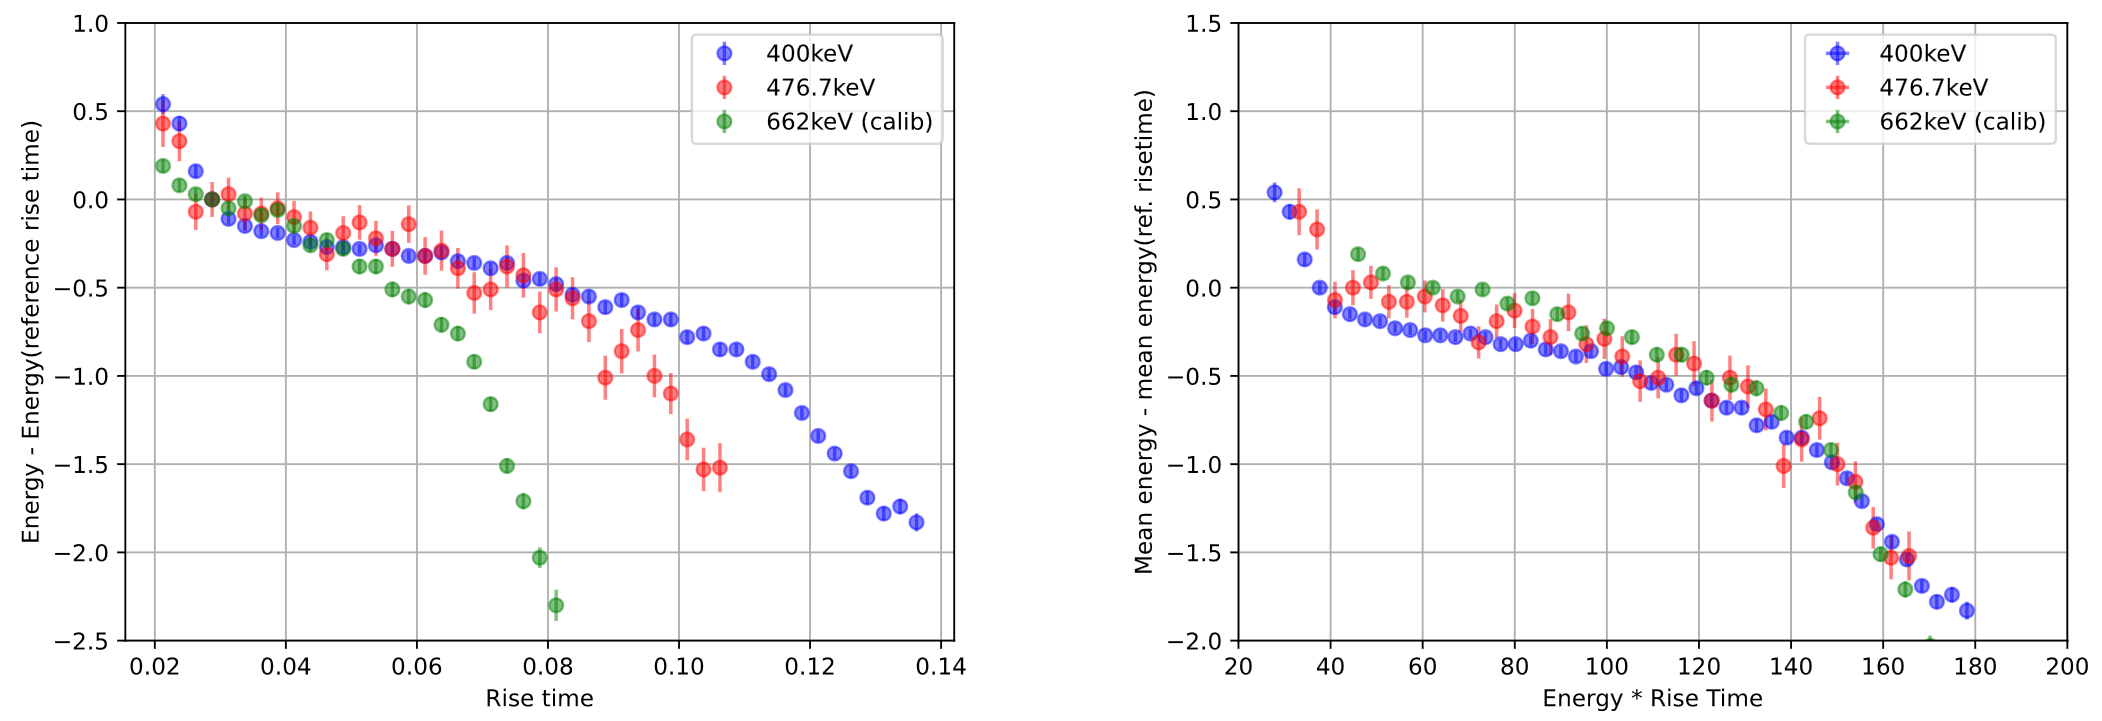 1.0
0.5
0.0
−0.5
−1.0
−1.5
−2.0
−2.5
Energy - Energy(reference rise time)
400keV
476.7keV
662keV (calib)
0.02 0.04 0.06 0.08 0.10 0.12 0.14
Rise time
1.5
1.0
0.5
0.0
−0.5
−1.0
−1.5
−2.0
Mean energy - mean energy(ref. risetime)
400keV
476.7keV
662keV (calib)
20 40 60 80 100 120 140 160 180 200
Energy * Rise Time